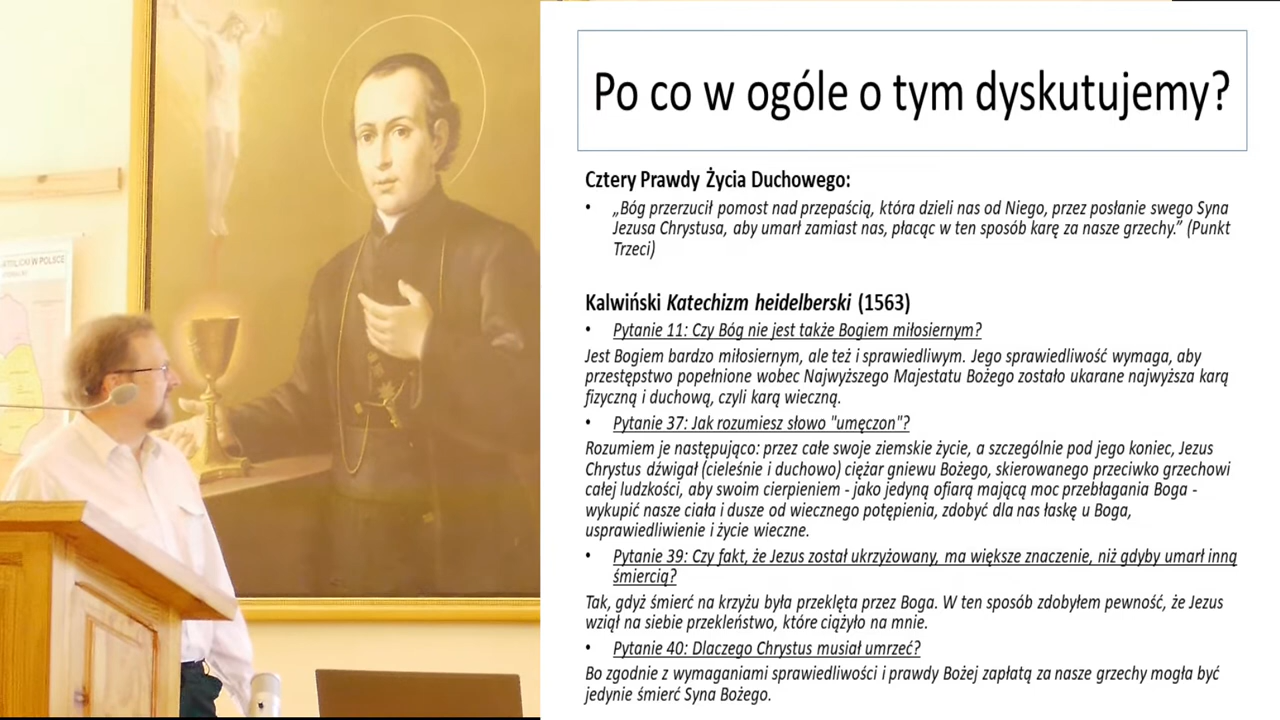 ATOLICKI W POLSCE
Po co w ogóle o tym dyskutujemy?
Cztery Prawdy Życia Duchowego:
• „Bóg przerzucił pomost nad przepaścią, która dzieli nas od Niego, przez posłanie swego Syna
Jezusa Chrystusa, aby umarł zamiast nas, płacąc w ten sposób karę za nasze grzechy.” (Punkt
Trzeci)
Kalwiński Katechizm heidelberski (1563)
• Pytanie 11: Czy Bóg nie jest także Bogiem miłosiernym?
Jest Bogiem bardzo miłosiernym, ale też i sprawiedliwym. Jego sprawiedliwość wymaga, aby
przestępstwo popełnione wobec Najwyższego Majestatu Bożego zostało ukarane najwyższa karą
fizyczną i duchową, czyli karą wieczną.
• Pytanie 37: Jak rozumiesz słowo "umęczon"?
Rozumiem je następująco: przez całe swoje ziemskie życie, a szczególnie pod jego koniec, Jezus
Chrystus dźwigał (cieleśnie i duchowo) ciężar gniewu Bożego, skierowanego przeciwko grzechowi
całej ludzkości, aby swoim cierpieniem - jako jedyną ofiarą mającą moc przebłagania Boga -
wykupić nasze ciała i dusze od wiecznego potępienia, zdobyć dla nas łaskę u Boga,
usprawiedliwienie i życie wieczne.
• Pytanie 39: Czy fakt, że Jezus został ukrzyżowany, ma większe znaczenie, niż gdyby umarł inną
śmiercią?
Tak, gdyż śmierć na krzyżu była przeklęta przez Boga. W ten sposób zdobyłem pewność, że Jezus
wziął na siebie przekleństwo, które ciążyło na mnie.
• Pytanie 40: Dlaczego Chrystus musiał umrzeć?
Bo zgodnie z wymaganiami sprawiedliwości i prawdy Bożej zapłatą za nasze grzechy mogła być
jedynie śmierć Syna Bożego.